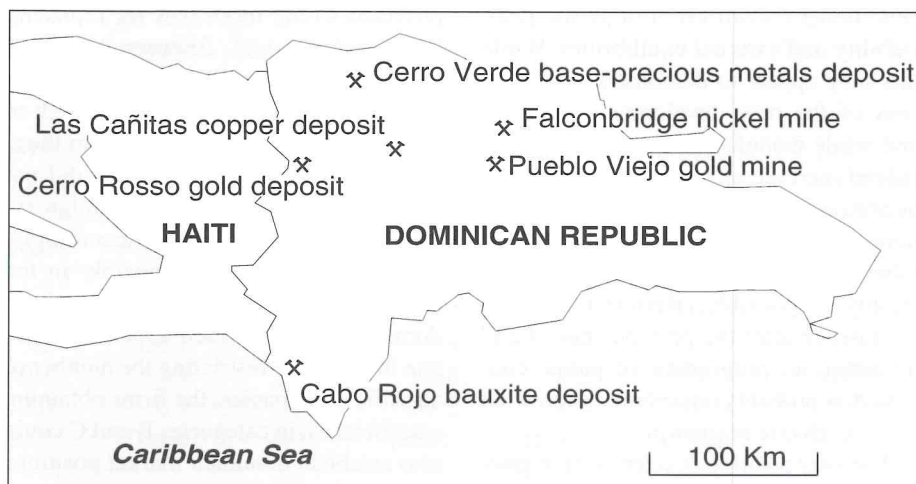 Cerro Verde base-precious metals deposit
Las Cañitas copper deposit
Falconbridge nickel mine
Cerro Rosso gold deposit
Pueblo Viejo gold mine
HAITI
DOMINICAN REPUBLIC
Cabo Rojo bauxite deposit
Caribbean Sea
100 Km